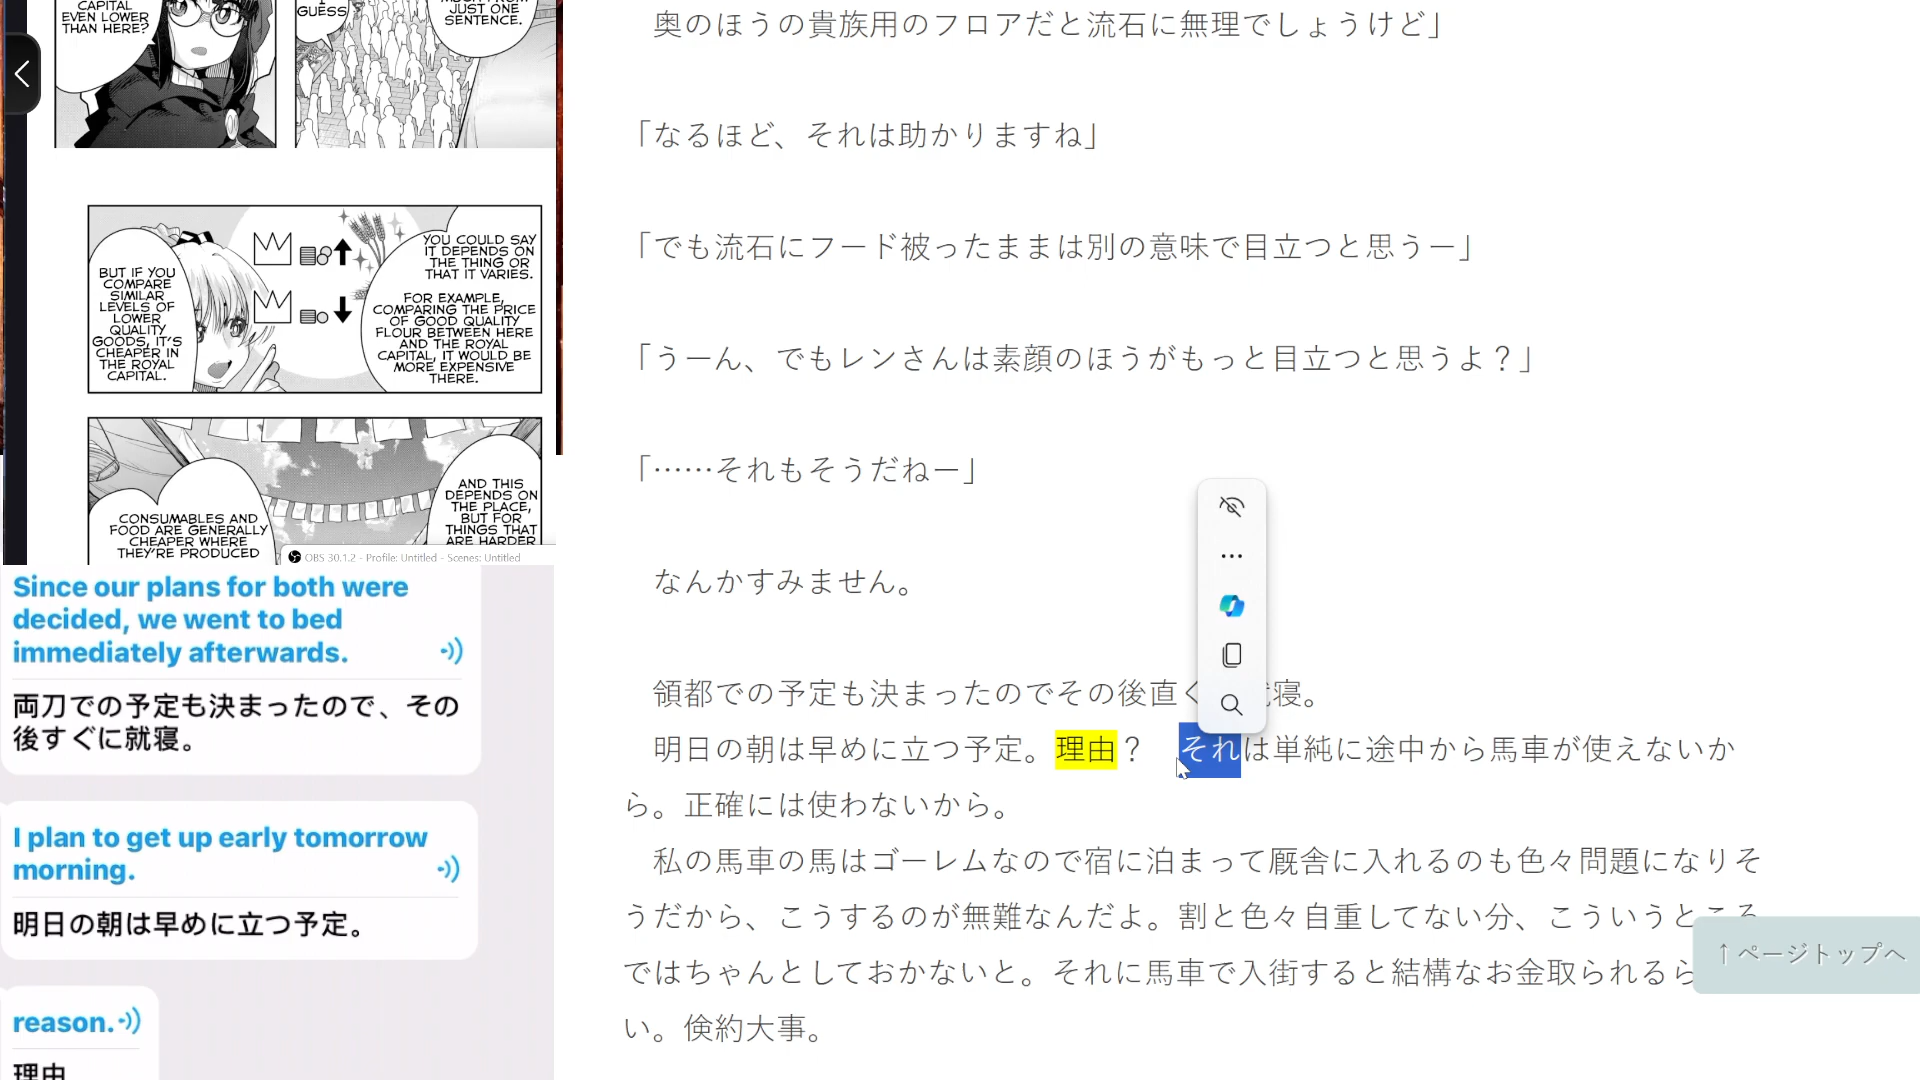 CAPITAL
EVEN LOWER
THAN HERE?
I
GUESS
JUST ONE
SENTENCE.
YOU COULD SAY
IT DEPENDS ON
THE THING OR
THAT IT VARIES.
FOR EXAMPLE,
COMPARING THE PRICE
OF GOOD QUALITY
FLOUR BETWEEN HERE
AND THE ROYAL
CAPITAL, IT WOULD BE
MORE EXPENSIVE
THERE.
BUT IF YOU
COMPARE
SIMILAR
LEVELS OF
LOWER
QUALITY
GOODS, IT'S
CHEAPER IN
THE ROYAL
CAPITAL.
AND THIS
DEPENDS ON
THE PLACE,
BUT FOR
THINGS THAT
ARE HARDER
CONSUMABLES AND
FOOD ARE GENERALLY
CHEAPER WHERE
THEY'RE PRODUCED
OBS 30.1.2 - Profile: Untitled - Scenes: Untitled
Since our plans for both were
decided, we went to bed
immediately afterwards.
両刀での予定も決まったので、その
後すぐに就寝。
I plan to get up early tomorrow
morning.
明日の朝は早めに立つ予定。
reason.
理由
奥のほうの貴族用のフロアだと流石に無理でしょうけど」
「なるほど、それは助かりますね」
「でも流石にフード被ったままは別の意味で目立つと思うー」
「うーん、でもレンさんは素顔のほうがもっと目立つと思うよ？」
「……それもそうだねー」
なんかすみません。
領都での予定も決まったのでその後直ぐ就寝。
明日の朝は早めに立つ予定。理由？　それは単純に途中から馬車が使えないか
ら。正確には使わないから。
私の馬車の馬はゴーレムなので宿に泊まって厩舎に入れるのも色々問題になりそ
うだから、こうするのが無難なんだよ。割と色々自重してない分、こういうところ
ではちゃんとしておかないと。それに馬車で入街すると結構なお金取られるら
い。倹約大事。
↑ページトップへ